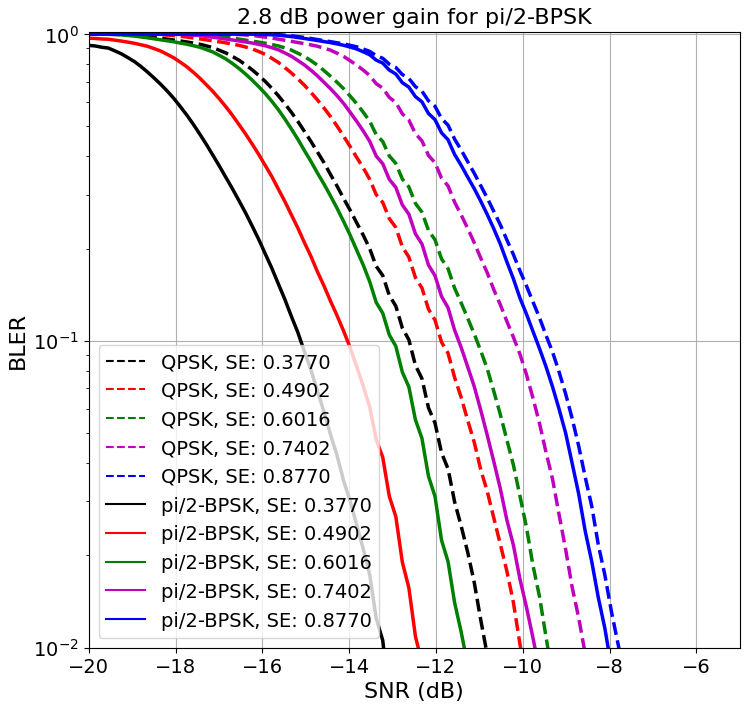 2.8 dB power gain for pi/2-BPSK
10⁰
10⁻¹
10⁻²
BLER
QPSK, SE: 0.3770
QPSK, SE: 0.4902
QPSK, SE: 0.6016
QPSK, SE: 0.7402
QPSK, SE: 0.8770
pi/2-BPSK, SE: 0.3770
pi/2-BPSK, SE: 0.4902
pi/2-BPSK, SE: 0.6016
pi/2-BPSK, SE: 0.7402
pi/2-BPSK, SE: 0.8770
−20 −18 −16 −14 −12 −10 −8 −6
SNR (dB)